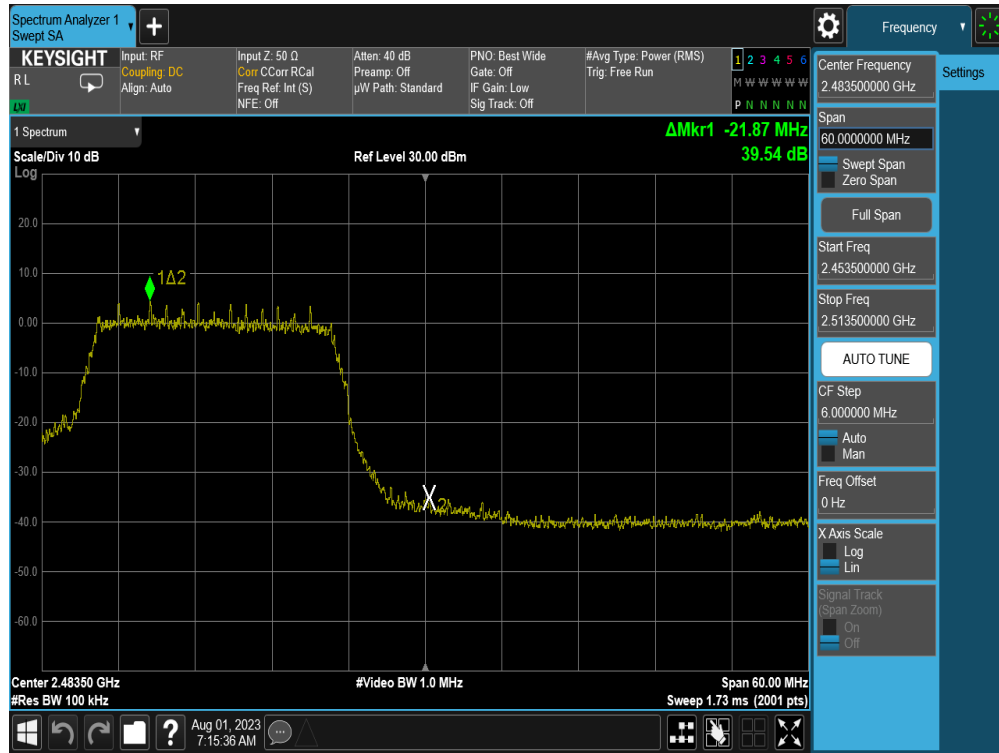 Spectrum Analyzer 1
Swept SA
Frequency
KEYSIGHT
R L
LXI
Input: RF
Coupling: DC
Align: Auto
Input Z: 50 Ω
Corr CCorr RCal
Freq Ref: Int (S)
NFE: Off
Atten: 40 dB
Preamp: Off
µW Path: Standard
PNO: Best Wide
Gate: Off
IF Gain: Low
Sig Track: Off
#Avg Type: Power (RMS)
Trig: Free Run
1 2 3 4 5 6
M W W W W W
P N N N N N
1 Spectrum
Scale/Div 10 dB
Log
Ref Level 30.00 dBm
ΔMkr1 -21.87 MHz
39.54 dB
20.0
10.0
0.00
-10.0
-20.0
-30.0
-40.0
-50.0
-60.0
1Δ2
X2
Center 2.48350 GHz
#Res BW 100 kHz
#Video BW 1.0 MHz
Span 60.00 MHz
Sweep 1.73 ms (2001 pts)
Center Frequency
2.483500000 GHz
Settings
Span
60.0000000 MHz
Swept Span
Zero Span
Full Span
Start Freq
2.453500000 GHz
Stop Freq
2.513500000 GHz
AUTO TUNE
CF Step
6.000000 MHz
Auto
Man
Freq Offset
0 Hz
X Axis Scale
Log
Lin
Signal Track
(Span Zoom)
On
Off
?
Aug 01, 2023
7:15:36 AM